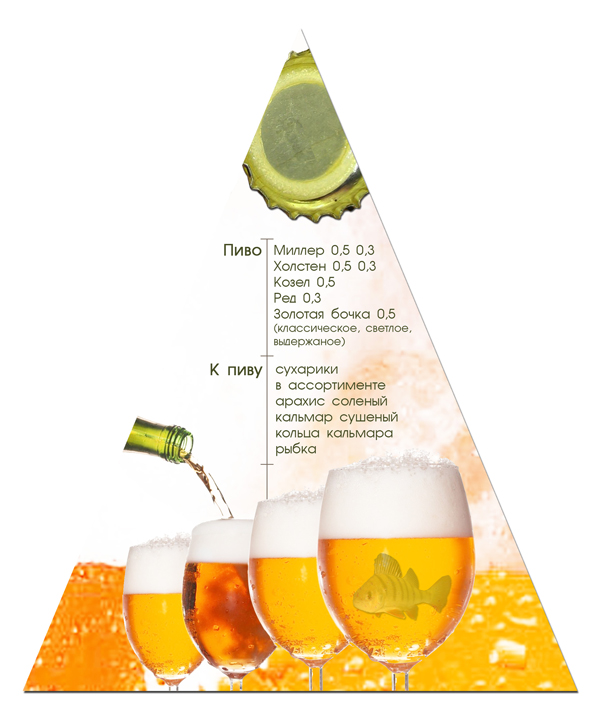 Пиво
Миллер 0,5 0,3
Холстен 0,5 0,3
Козел 0,5
Ред 0,3
Золотая бочка 0,5
(классическое, светлое,
выдержаное)
К пиву
сухарики
в ассортименте
арахис соленый
кальмар сушеный
кольца кальмара
рыбка